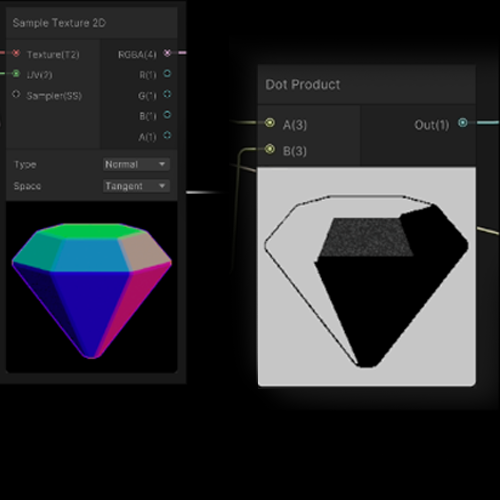 Sample Texture 2D
Texture(T2) RGBA(4)
UV(2) R(1)
Sampler(SS) G(1)
B(1)
A(1)
Type Normal
Space Tangent
Dot Product
A(3) Out(1)
B(3)